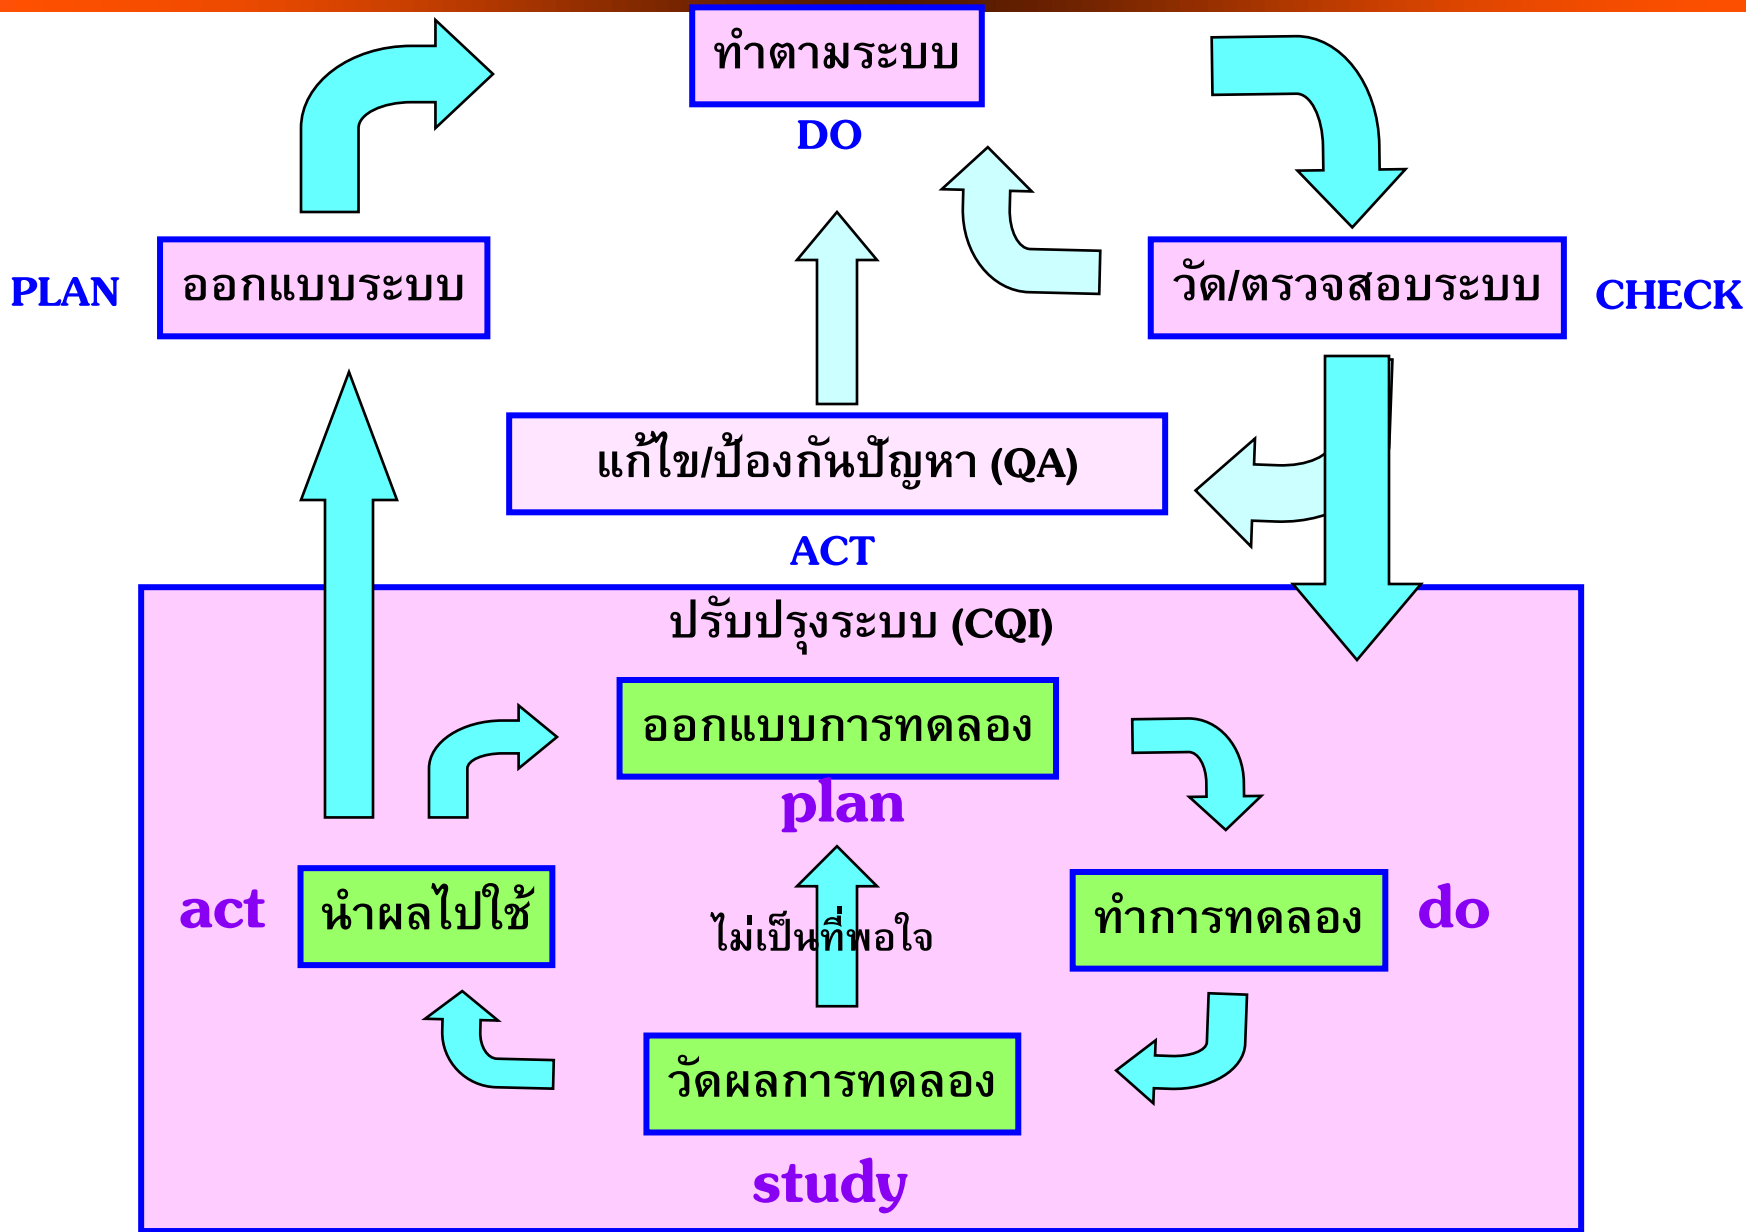 ทำตามระบบ
DO
PLAN
ออกแบบระบบ
วัด/ตรวจสอบระบบ
CHECK
แก้ไข/ป้องกันปัญหา (QA)
ACT
ปรับปรุงระบบ (CQI)
ออกแบบการทดลอง
plan
act
นำผลไปใช้
ไม่เป็นที่พอใจ
ทำการทดลอง
do
วัดผลการทดลอง
study